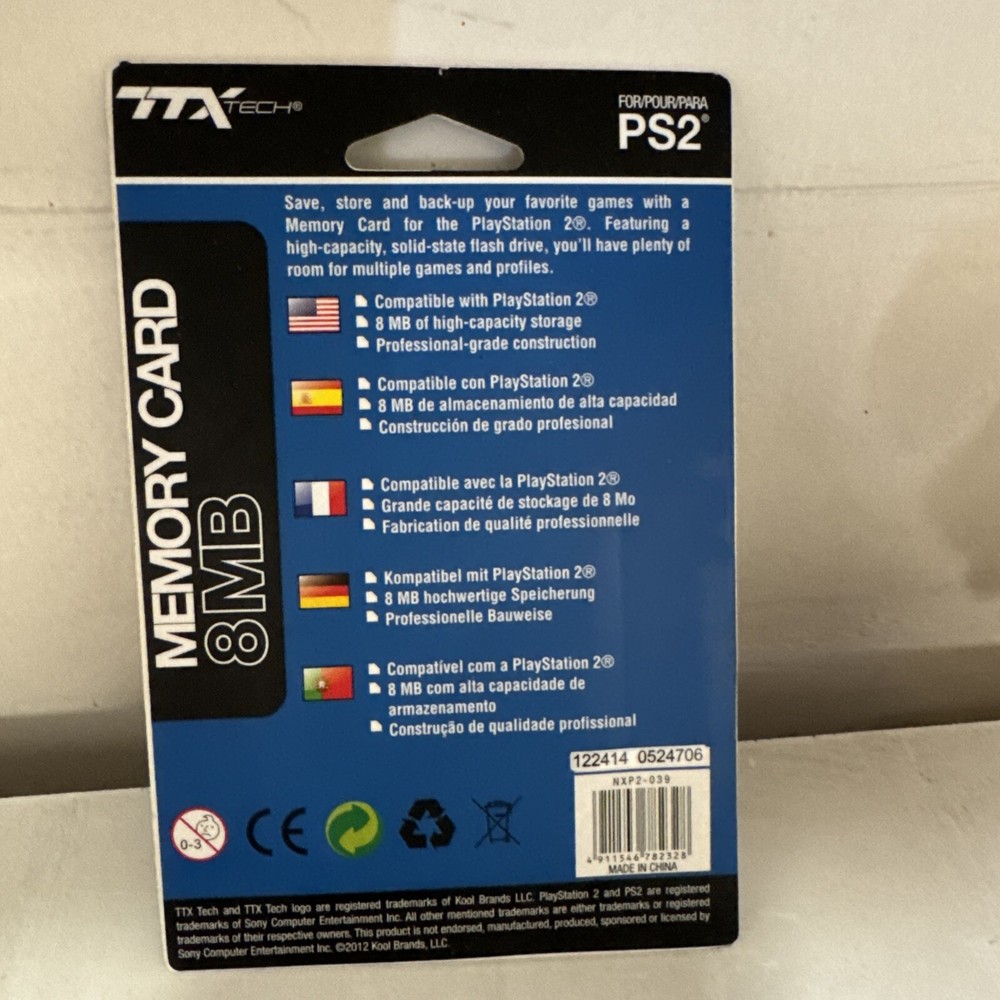 TTX TECH®
FOR/POUR/PARA
PS2®
Save, store and back-up your favorite games with a
Memory Card for the PlayStation 2®. Featuring a
high-capacity, solid-state flash drive, you'll have plenty of
room for multiple games and profiles.
MEMORY CARD
8MB
Compatible with PlayStation 2®
8 MB of high-capacity storage
Professional-grade construction
Compatible con PlayStation 2®
8 MB de almacenamiento de alta capacidad
Construcción de grado profesional
Compatible avec la PlayStation 2®
Grande capacité de stockage de 8 Mo
Fabrication de qualité professionnelle
Kompatibel mit PlayStation 2®
8 MB hochwertige Speicherung
Professionelle Bauweise
Compatível com a PlayStation 2®
8 MB com alta capacidade de
armazenamento
Construção de qualidade profissional
122414 0524706
NXP2-039
4 911546 782328
MADE IN CHINA
0-3
CE
TTX Tech and TTX Tech logo are registered trademarks of Kool Brands LLC. PlayStation 2 and PS2 are registered
trademarks of Sony Computer Entertainment Inc. All other mentioned trademarks are either trademarks or registered
trademarks of their respective owners. This product is not endorsed, manufactured, produced, sponsored or licensed by
Sony Computer Entertainment Inc. ©2012 Kool Brands, LLC.